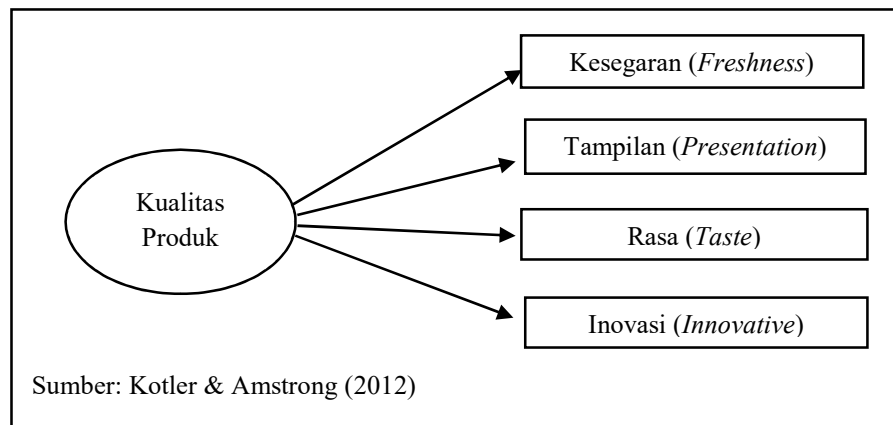 Kesegaran (Freshness)
Tampilan (Presentation)
Kualitas
Produk
Rasa (Taste)
Inovasi (Innovative)
Sumber: Kotler & Amstrong (2012)